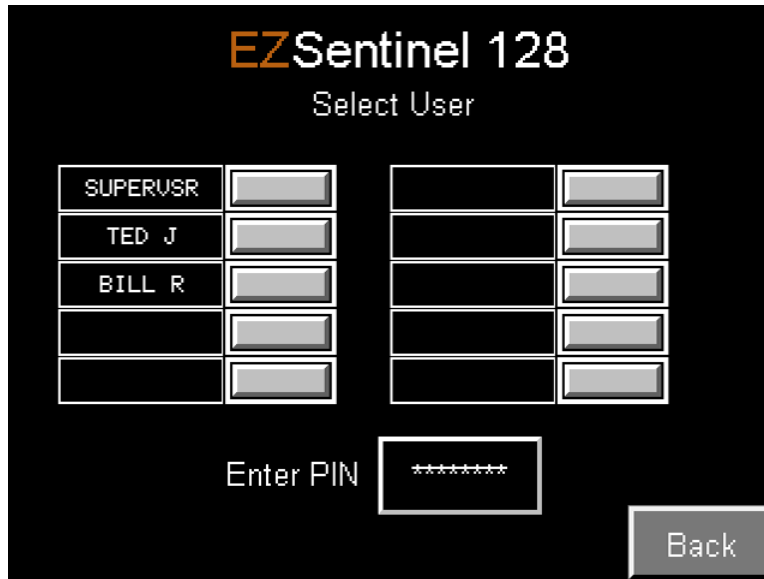 EZSentinel 128
Select User
SUPERVSR
TED J
BILL R
Enter PIN ********
Back